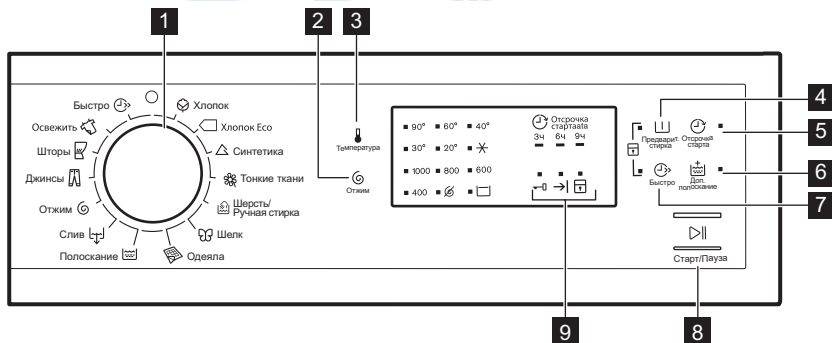 2
3
1
4
5
6
7
8
9
Быстро
Освежить
Шторы
Джинсы
Отжим
Слив
Полоскание
Хлопок
Хлопок Eco
Синтетика
Тонкие ткани
Шерсть/
Ручная стирка
Шелк
Одеяла
Температура
Отжим
90° 60° 40°
30° 20°
1000 800 600
400
Отсрочка
стартаata
3ч 6ч 9ч
Предварит.
стирка
Отсрочка
старта
Быстро
Доп.
полоскание
Старт/Пауза